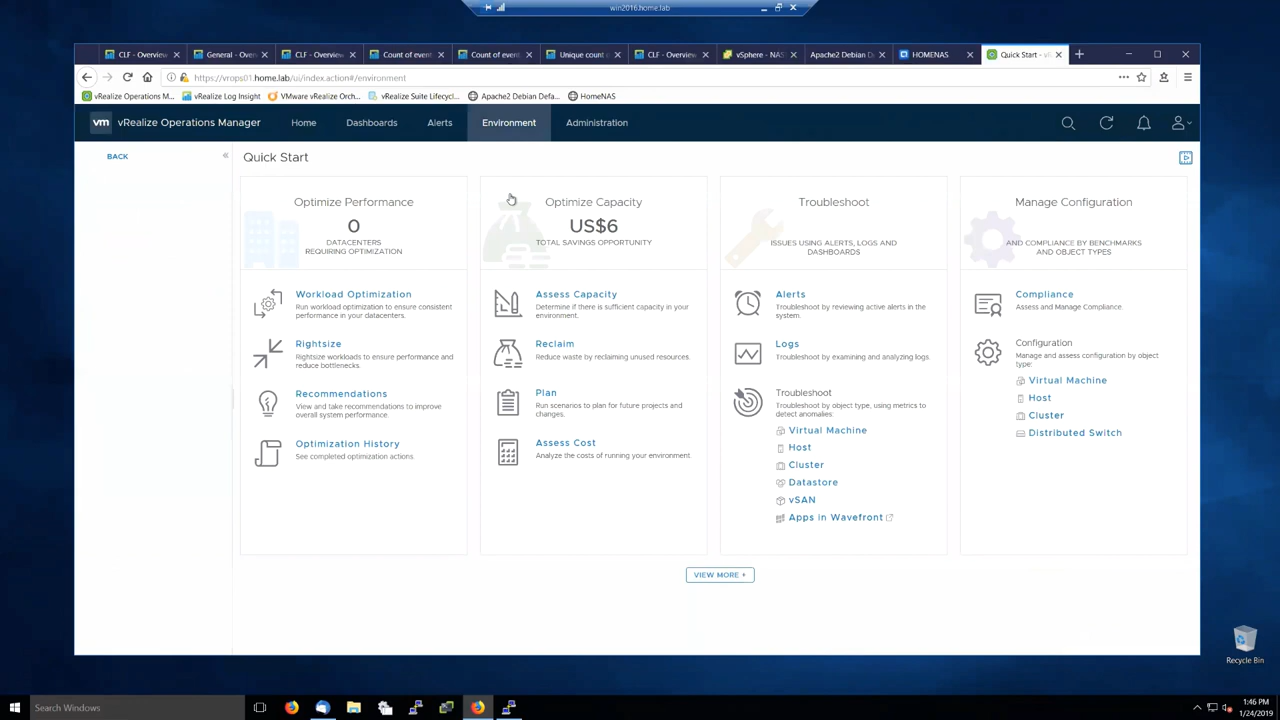 win2016.home.lab
CLF - Overview
General - Over
CLF - Overview
Count of event
Count of event
Unique count o
CLF - Overview
vSphere - NAS
Apache2 Debian De
HOMENAS
Quick Start - vR
https://vrops01.home.lab/ui/index.action#/environment
vRealize Operations M...
vRealize Log Insight
VMware vRealize Orch...
vRealize Suite Lifecycl...
Apache2 Debian Defa...
HomeNAS
vm vRealize Operations Manager
Home
Dashboards
Alerts
Environment
Administration
BACK
Quick Start
Optimize Performance
0
DATACENTERS
REQUIRING OPTIMIZATION
Workload Optimization
Run workload optimization to ensure consistent
performance in your datacenters.
Rightsize
Rightsize workloads to ensure performance and
reduce bottlenecks.
Recommendations
View and take recommendations to improve
overall system performance.
Optimization History
See completed optimization actions.
Optimize Capacity
US$6
TOTAL SAVINGS OPPORTUNITY
Assess Capacity
Determine if there is sufficient capacity in your
environment.
Reclaim
Reduce waste by reclaiming unused resources.
Plan
Run scenarios to plan for future projects and
changes.
Assess Cost
Analyze the costs of running your environment.
Troubleshoot
ISSUES USING ALERTS, LOGS AND
DASHBOARDS
Alerts
Troubleshoot by reviewing active alerts in the
system.
Logs
Troubleshoot by examining and analyzing logs.
Troubleshoot
Troubleshoot by object type, using metrics to
detect anomalies:
Virtual Machine
Host
Cluster
Datastore
vSAN
Apps in Wavefront
Manage Configuration
AND COMPLIANCE BY BENCHMARKS
AND OBJECT TYPES
Compliance
Assess and Manage Compliance.
Configuration
Manage and assess configuration by object
type:
Virtual Machine
Host
Cluster
Distributed Switch
VIEW MORE +
Recycle Bin
Search Windows
1:46 PM
1/24/2019